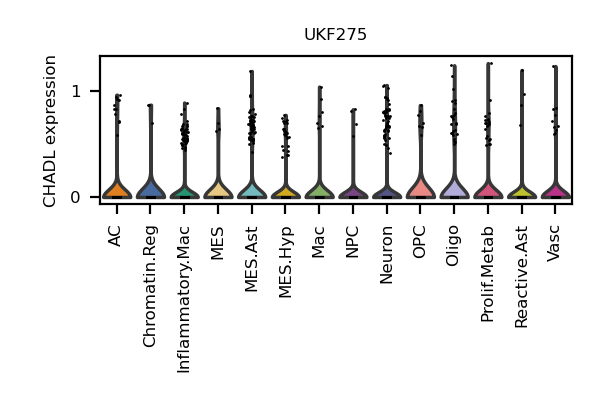 UKF275
CHADL expression
1
0
AC
Chromatin.Reg
Inflammatory.Mac
MES
MES.Ast
MES.Hyp
Mac
NPC
Neuron
OPC
Oligo
Prolif.Metab
Reactive.Ast
Vasc